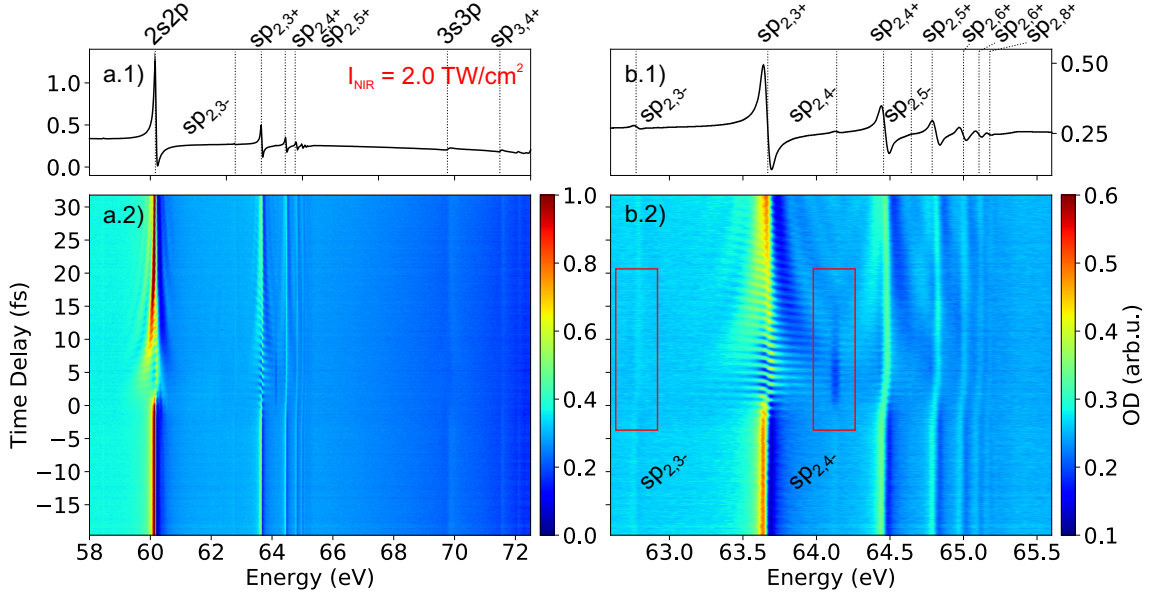 2s2p
sp2,3+
sp2,4+
sp2,5+
3s3p
sp3,4+
sp2,3+
sp2,4+
sp2,5+
sp2,6+
sp2,6+
sp2,8+
a.1)
I_NIR = 2.0 TW/cm²
sp2,3-
1.0
0.5
0.0
b.1)
sp2,3-
sp2,4-
sp2,5-
0.50
0.25
a.2)
Time Delay (fs)
30
25
20
15
10
5
0
−5
−10
−15
58
60
62
64
66
68
70
72
Energy (eV)
1.0
0.8
0.6
0.4
0.2
0.0
b.2)
sp2,3-
sp2,4-
63.0
63.5
64.0
64.5
65.0
65.5
Energy (eV)
0.6
0.5
0.4
0.3
0.2
0.1
OD (arb.u.)